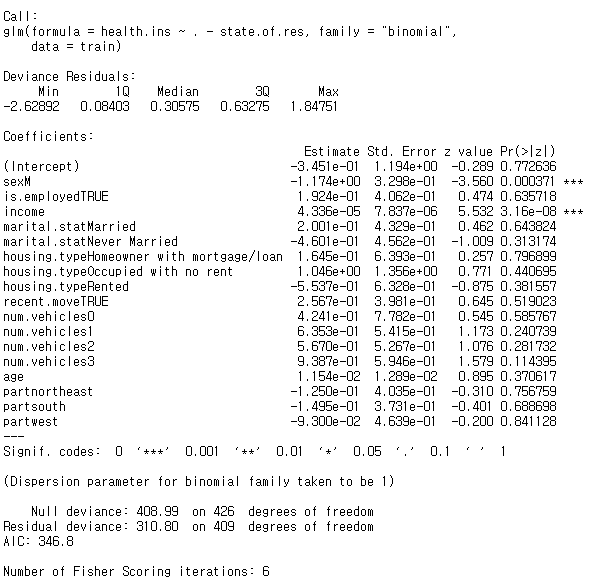 Call:
glm(formula = health.ins ~ . - state.of.res, family = "binomial",
    data = train)
Deviance Residuals:
     Min       1Q   Median       3Q      Max
-2.62892  0.08403  0.30575  0.63275  1.84751
Coefficients:
                                         Estimate Std. Error z value Pr(>|z|)
(Intercept)                            -3.451e-01  1.194e+00  -0.289 0.772636
sexM                                   -1.174e+00  3.298e-01  -3.560 0.000371 ***
is.employedTRUE                         1.924e-01  4.062e-01   0.474 0.635718
income                                  4.336e-05  7.837e-06   5.532 3.16e-08 ***
marital.statMarried                     2.001e-01  4.329e-01   0.462 0.643824
marital.statNever Married              -4.601e-01  4.562e-01  -1.009 0.313174
housing.typeHomeowner with mortgage/loan  1.645e-01  6.393e-01   0.257 0.796899
housing.typeOccupied with no rent       1.046e+00  1.356e+00   0.771 0.440695
housing.typeRented                     -5.537e-01  6.328e-01  -0.875 0.381557
recent.moveTRUE                         2.567e-01  3.981e-01   0.645 0.519023
num.vehicles0                           4.241e-01  7.782e-01   0.545 0.585767
num.vehicles1                           6.353e-01  5.415e-01   1.173 0.240739
num.vehicles2                           5.670e-01  5.267e-01   1.076 0.281732
num.vehicles3                           9.387e-01  5.946e-01   1.579 0.114395
age                                     1.154e-02  1.289e-02   0.895 0.370617
partnortheast                          -1.250e-01  4.035e-01  -0.310 0.756759
partsouth                              -1.495e-01  3.731e-01  -0.401 0.688698
partwest                               -9.300e-02  4.639e-01  -0.200 0.841128
---
Signif. codes:  0  ‘***’  0.001  ‘**’  0.01  ‘*’  0.05  ‘.’  0.1  ‘ ’  1
(Dispersion parameter for binomial family taken to be 1)
    Null deviance: 408.99  on 426  degrees of freedom
Residual deviance: 310.80  on 409  degrees of freedom
AIC: 346.8
Number of Fisher Scoring iterations: 6